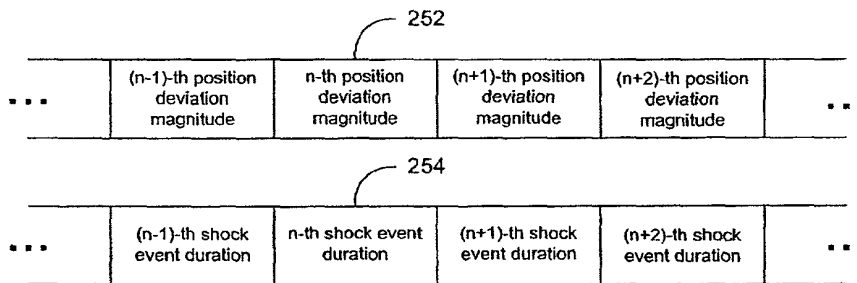 252
(n-1)-th position deviation magnitude
n-th position deviation magnitude
(n+1)-th position deviation magnitude
(n+2)-th position deviation magnitude
254
(n-1)-th shock event duration
n-th shock event duration
(n+1)-th shock event duration
(n+2)-th shock event duration